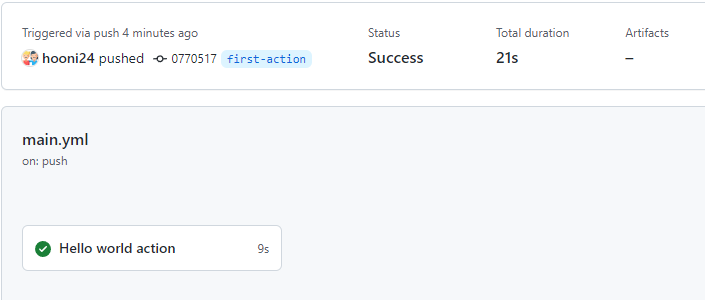 Triggered via push 4 minutes ago
hooni24 pushed 0770517 first-action
Status
Success
Total duration
21s
Artifacts
–
main.yml
on: push
Hello world action 9s